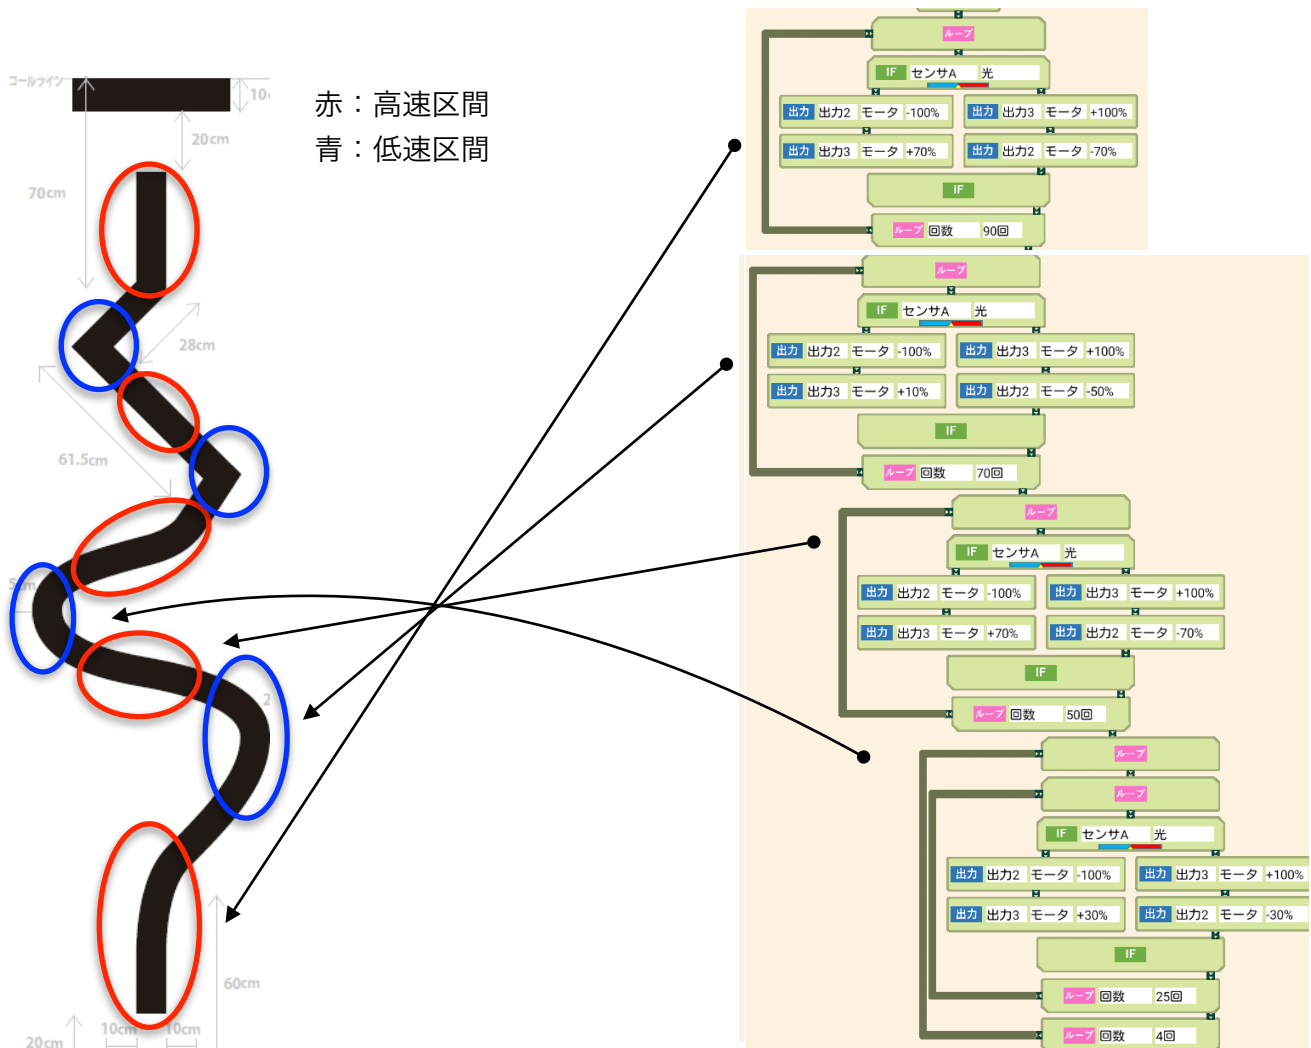 ゴールライン
10c
20cm
70cm
28cm
61.5cm
5cm
2
60cm
10cm
10cm
20cm
赤：高速区間
青：低速区間
ループ
IF センサA 光
出力 出力2 モータ -100%
出力 出力3 モータ +100%
出力 出力3 モータ +70%
出力 出力2 モータ -70%
IF
ループ 回数 90回
ループ
IF センサA 光
出力 出力2 モータ -100%
出力 出力3 モータ +100%
出力 出力3 モータ +10%
出力 出力2 モータ -50%
IF
ループ 回数 70回
ループ
IF センサA 光
出力 出力2 モータ -100%
出力 出力3 モータ +100%
出力 出力3 モータ +70%
出力 出力2 モータ -70%
IF
ループ 回数 50回
ループ
ループ
IF センサA 光
出力 出力2 モータ -100%
出力 出力3 モータ +100%
出力 出力3 モータ +30%
出力 出力2 モータ -30%
IF
ループ 回数 25回
ループ 回数 4回